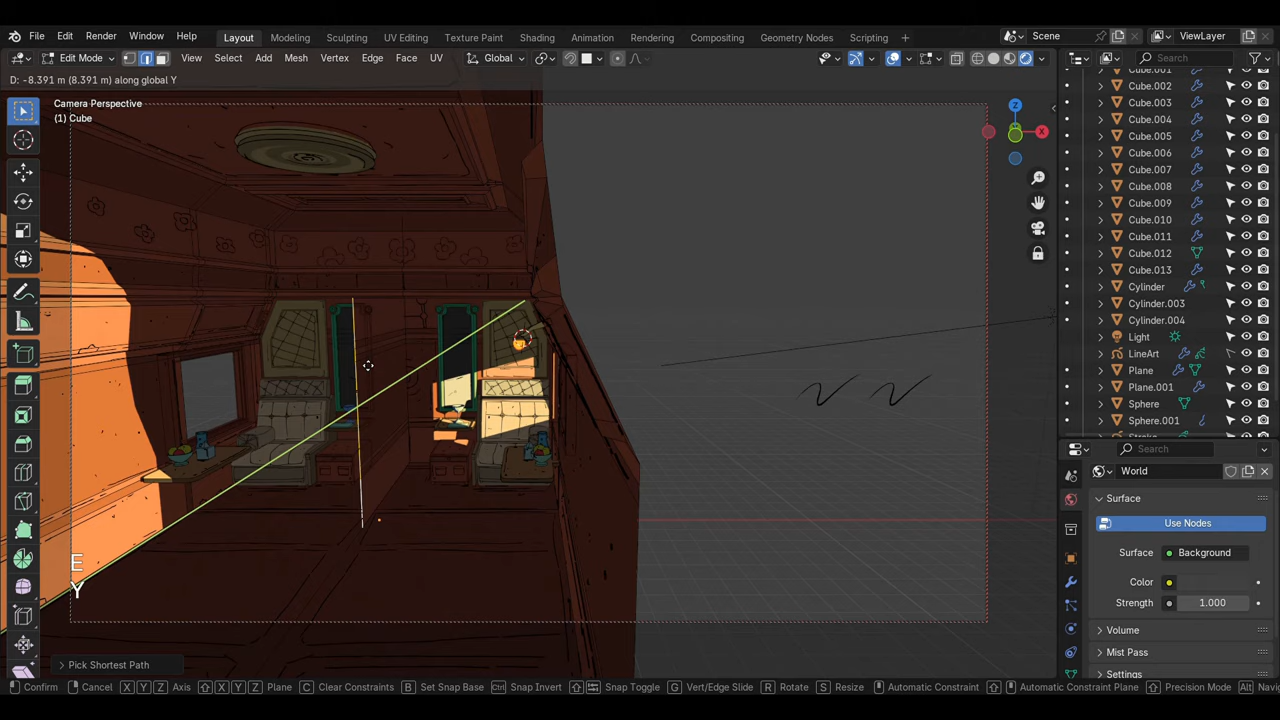 File Edit Render Window Help Layout Modeling Sculpting UV Editing Texture Paint Shading Animation Rendering Compositing Geometry Nodes Scripting + Scene ViewLayer
Edit Mode View Select Add Mesh Vertex Edge Face UV Global Search
D: -8.391 m (8.391 m) along global Y
Camera Perspective
(1) Cube
Z
X
Cube.001
Cube.002
Cube.003
Cube.004
Cube.005
Cube.006
Cube.007
Cube.008
Cube.009
Cube.010
Cube.011
Cube.012
Cube.013
Cylinder
Cylinder.003
Cylinder.004
Light
LineArt
Plane
Plane.001
Sphere
Sphere.001
Search
World
Surface
Use Nodes
Surface Background
Color
Strength 1.000
Volume
Mist Pass
Settings
E
Y
Pick Shortest Path
Confirm Cancel X Y Z Axis X Y Z Plane C Clear Constraints B Set Snap Base Ctrl Snap Invert Snap Toggle G Vert/Edge Slide R Rotate S Resize Automatic Constraint Automatic Constraint Plane Precision Mode Alt